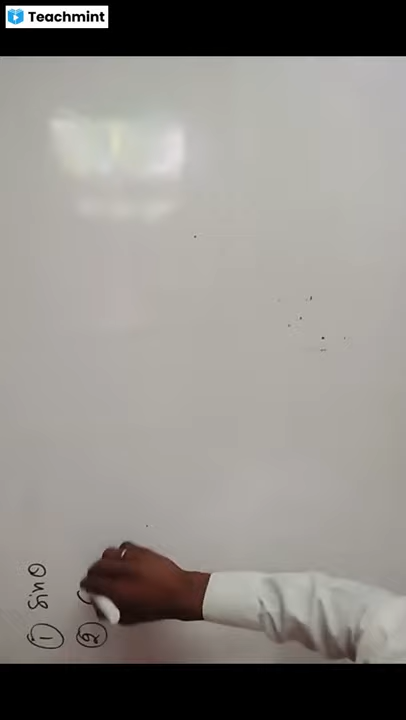 Teachmint
① sinθ
②